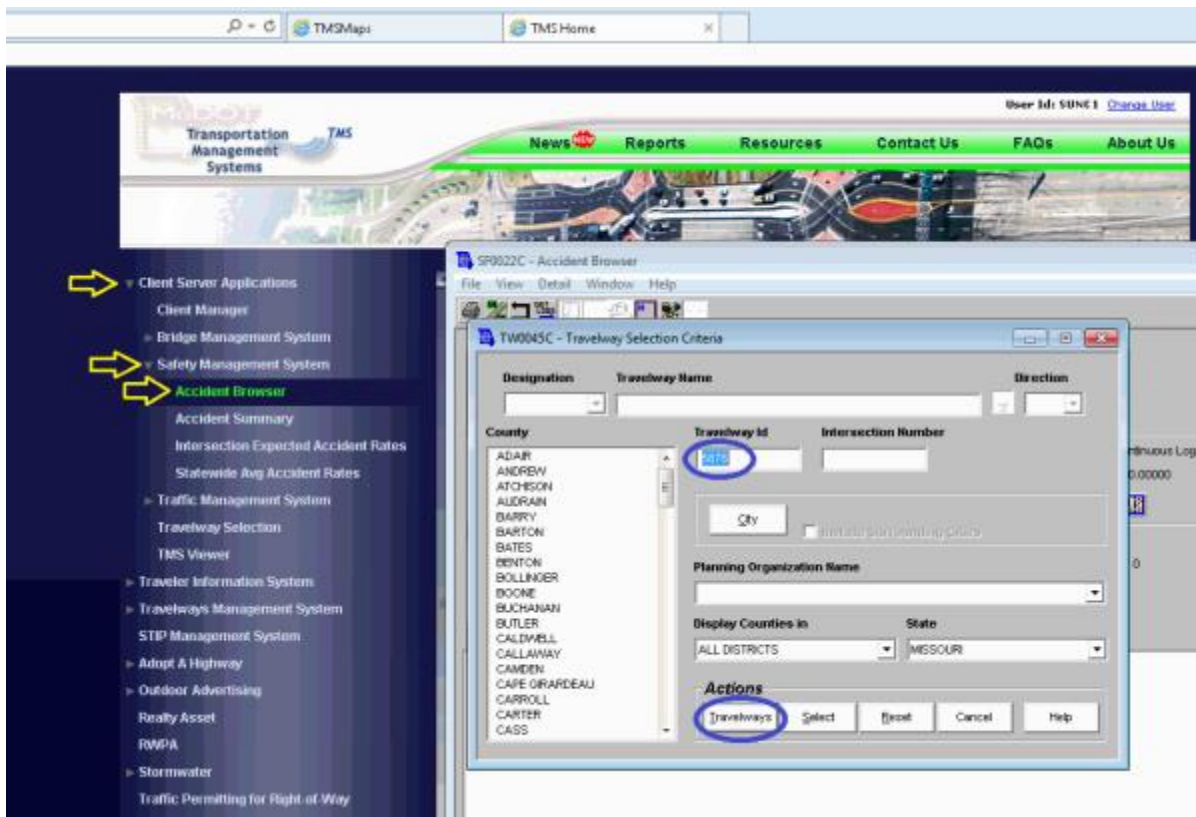 TMSMaps
TMS Home
User Id: SUNC1 Change User
MoDOT
Transportation Management Systems
TMS
News NEW Reports Resources Contact Us FAQs About Us
Client Server Applications
Client Manager
Bridge Management System
Safety Management System
Accident Browser
Accident Summary
Intersection Expected Accident Rates
Statewide Avg Accident Rates
Traffic Management System
Travelway Selection
TMS Viewer
Traveler Information System
Travelways Management System
STIP Management System
Adopt A Highway
Outdoor Advertising
Realty Asset
RWPA
Stormwater
Traffic Permitting for Right-of-Way
SF0022C - Accident Browser
File View Detail Window Help
TW0045C - Travelway Selection Criteria
Designation Travelway Name Direction
County Travelway Id Intersection Number
ADAIR
ANDREW
ATCHISON
AUDRAIN
BARRY
BARTON
BATES
BENTON
BOLLINGER
BOONE
BUCHANAN
BUTLER
CALDWELL
CALLAWAY
CAMDEN
CAPE GIRARDEAU
CARROLL
CARTER
CASS
City
Planning Organization Name
Display Counties in State
ALL DISTRICTS MISSOURI
Actions
Travelways Select Reset Cancel Help
ntinuous Log
0.00000
0